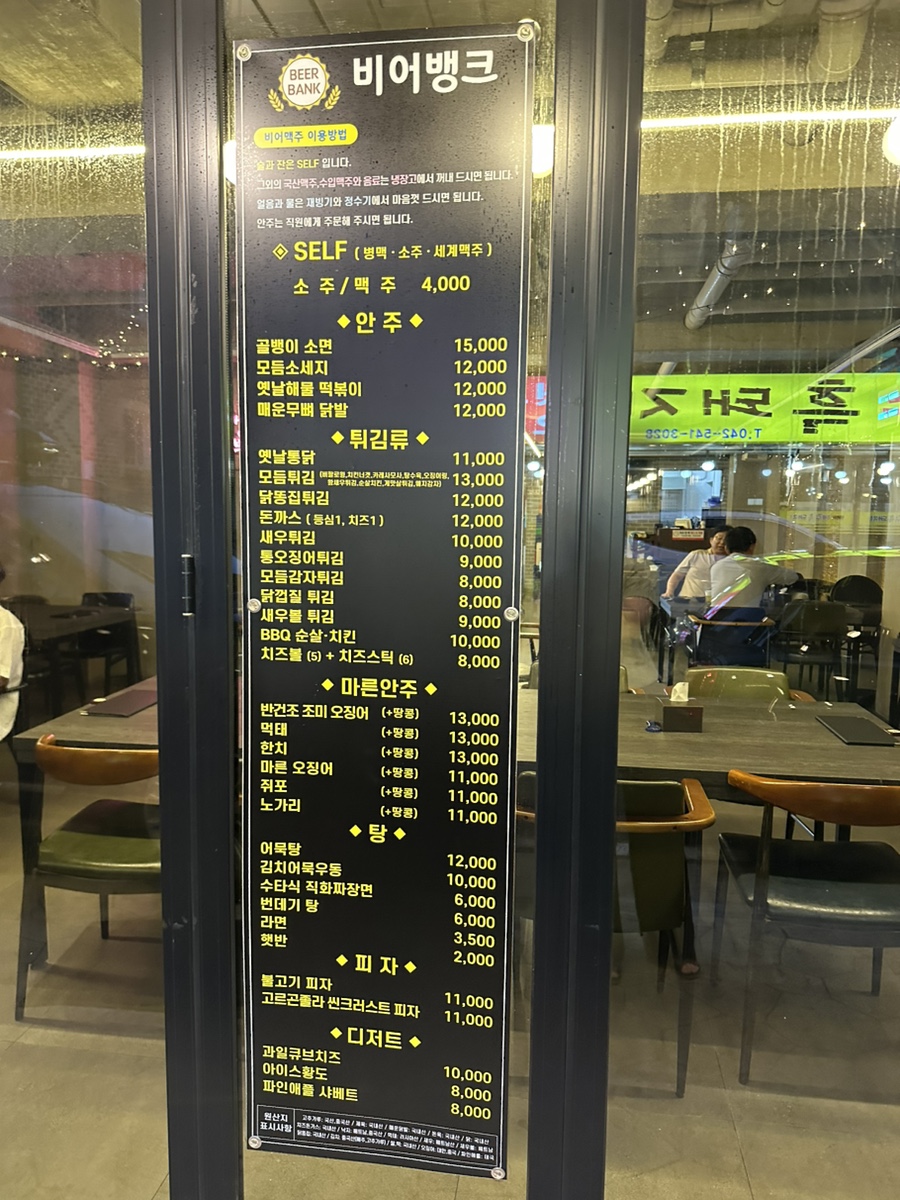 BEER
BANK
비어뱅크
비어맥주 이용방법
술과 잔은 SELF 입니다.
그외의 국산맥주,수입맥주와 음료는 냉장고에서 꺼내 드시면 됩니다.
얼음과 물은 재빙기와 정수기에서 마음껏 드시면 됩니다.
안주는 직원에게 주문해 주시면 됩니다.
SELF ( 병맥 · 소주 · 세계맥주 )
소 주 / 맥 주 4,000
안 주
골뱅이 소면 15,000
모듬소세지 12,000
옛날해물 떡볶이 12,000
매운무뼈 닭발 12,000
튀김류
옛날통닭 11,000
모듬튀김 13,000
닭똥집튀김 12,000
돈까스 ( 등심1, 치즈1 ) 12,000
새우튀김 10,000
통오징어튀김 9,000
모듬감자튀김 8,000
닭껍질 튀김 8,000
새우볼 튀김 9,000
BBQ 순살·치킨 10,000
치즈볼 (5) + 치즈스틱 (6) 8,000
마른안주
반건조 조미 오징어 (+땅콩) 13,000
먹태 (+땅콩) 13,000
한치 (+땅콩) 13,000
마른 오징어 (+땅콩) 11,000
쥐포 (+땅콩) 11,000
노가리 (+땅콩) 11,000
탕
어묵탕 12,000
김치어묵우동 10,000
수타식 직화짜장면 6,000
번데기 탕 6,000
라면 3,500
햇반 2,000
피 자
불고기 피자 11,000
고르곤졸라 씬크러스트 피자 11,000
디저트
과일큐브치즈 10,000
아이스황도 8,000
파인애플 샤베트 8,000
원산지
표시사항
흑돼지
T.042-541-3028